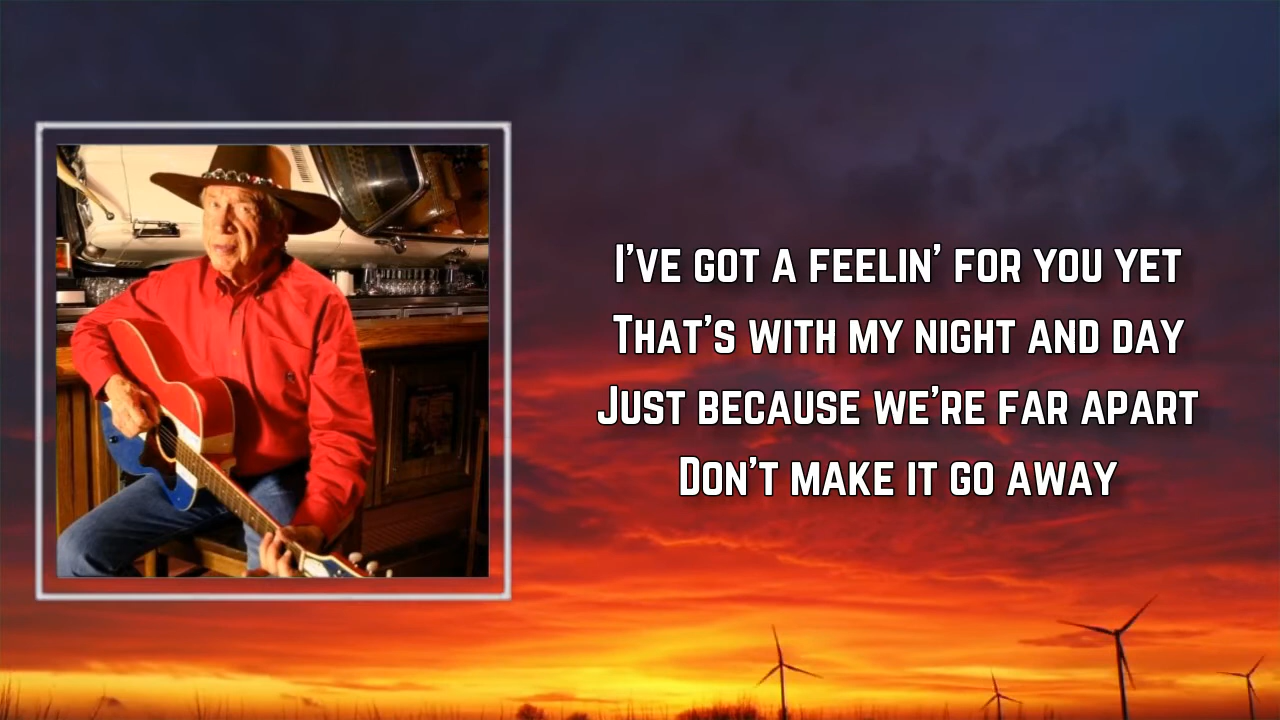 I've got a feelin' for you yet
That's with my night and day
Just because we're far apart
Don't make it go away